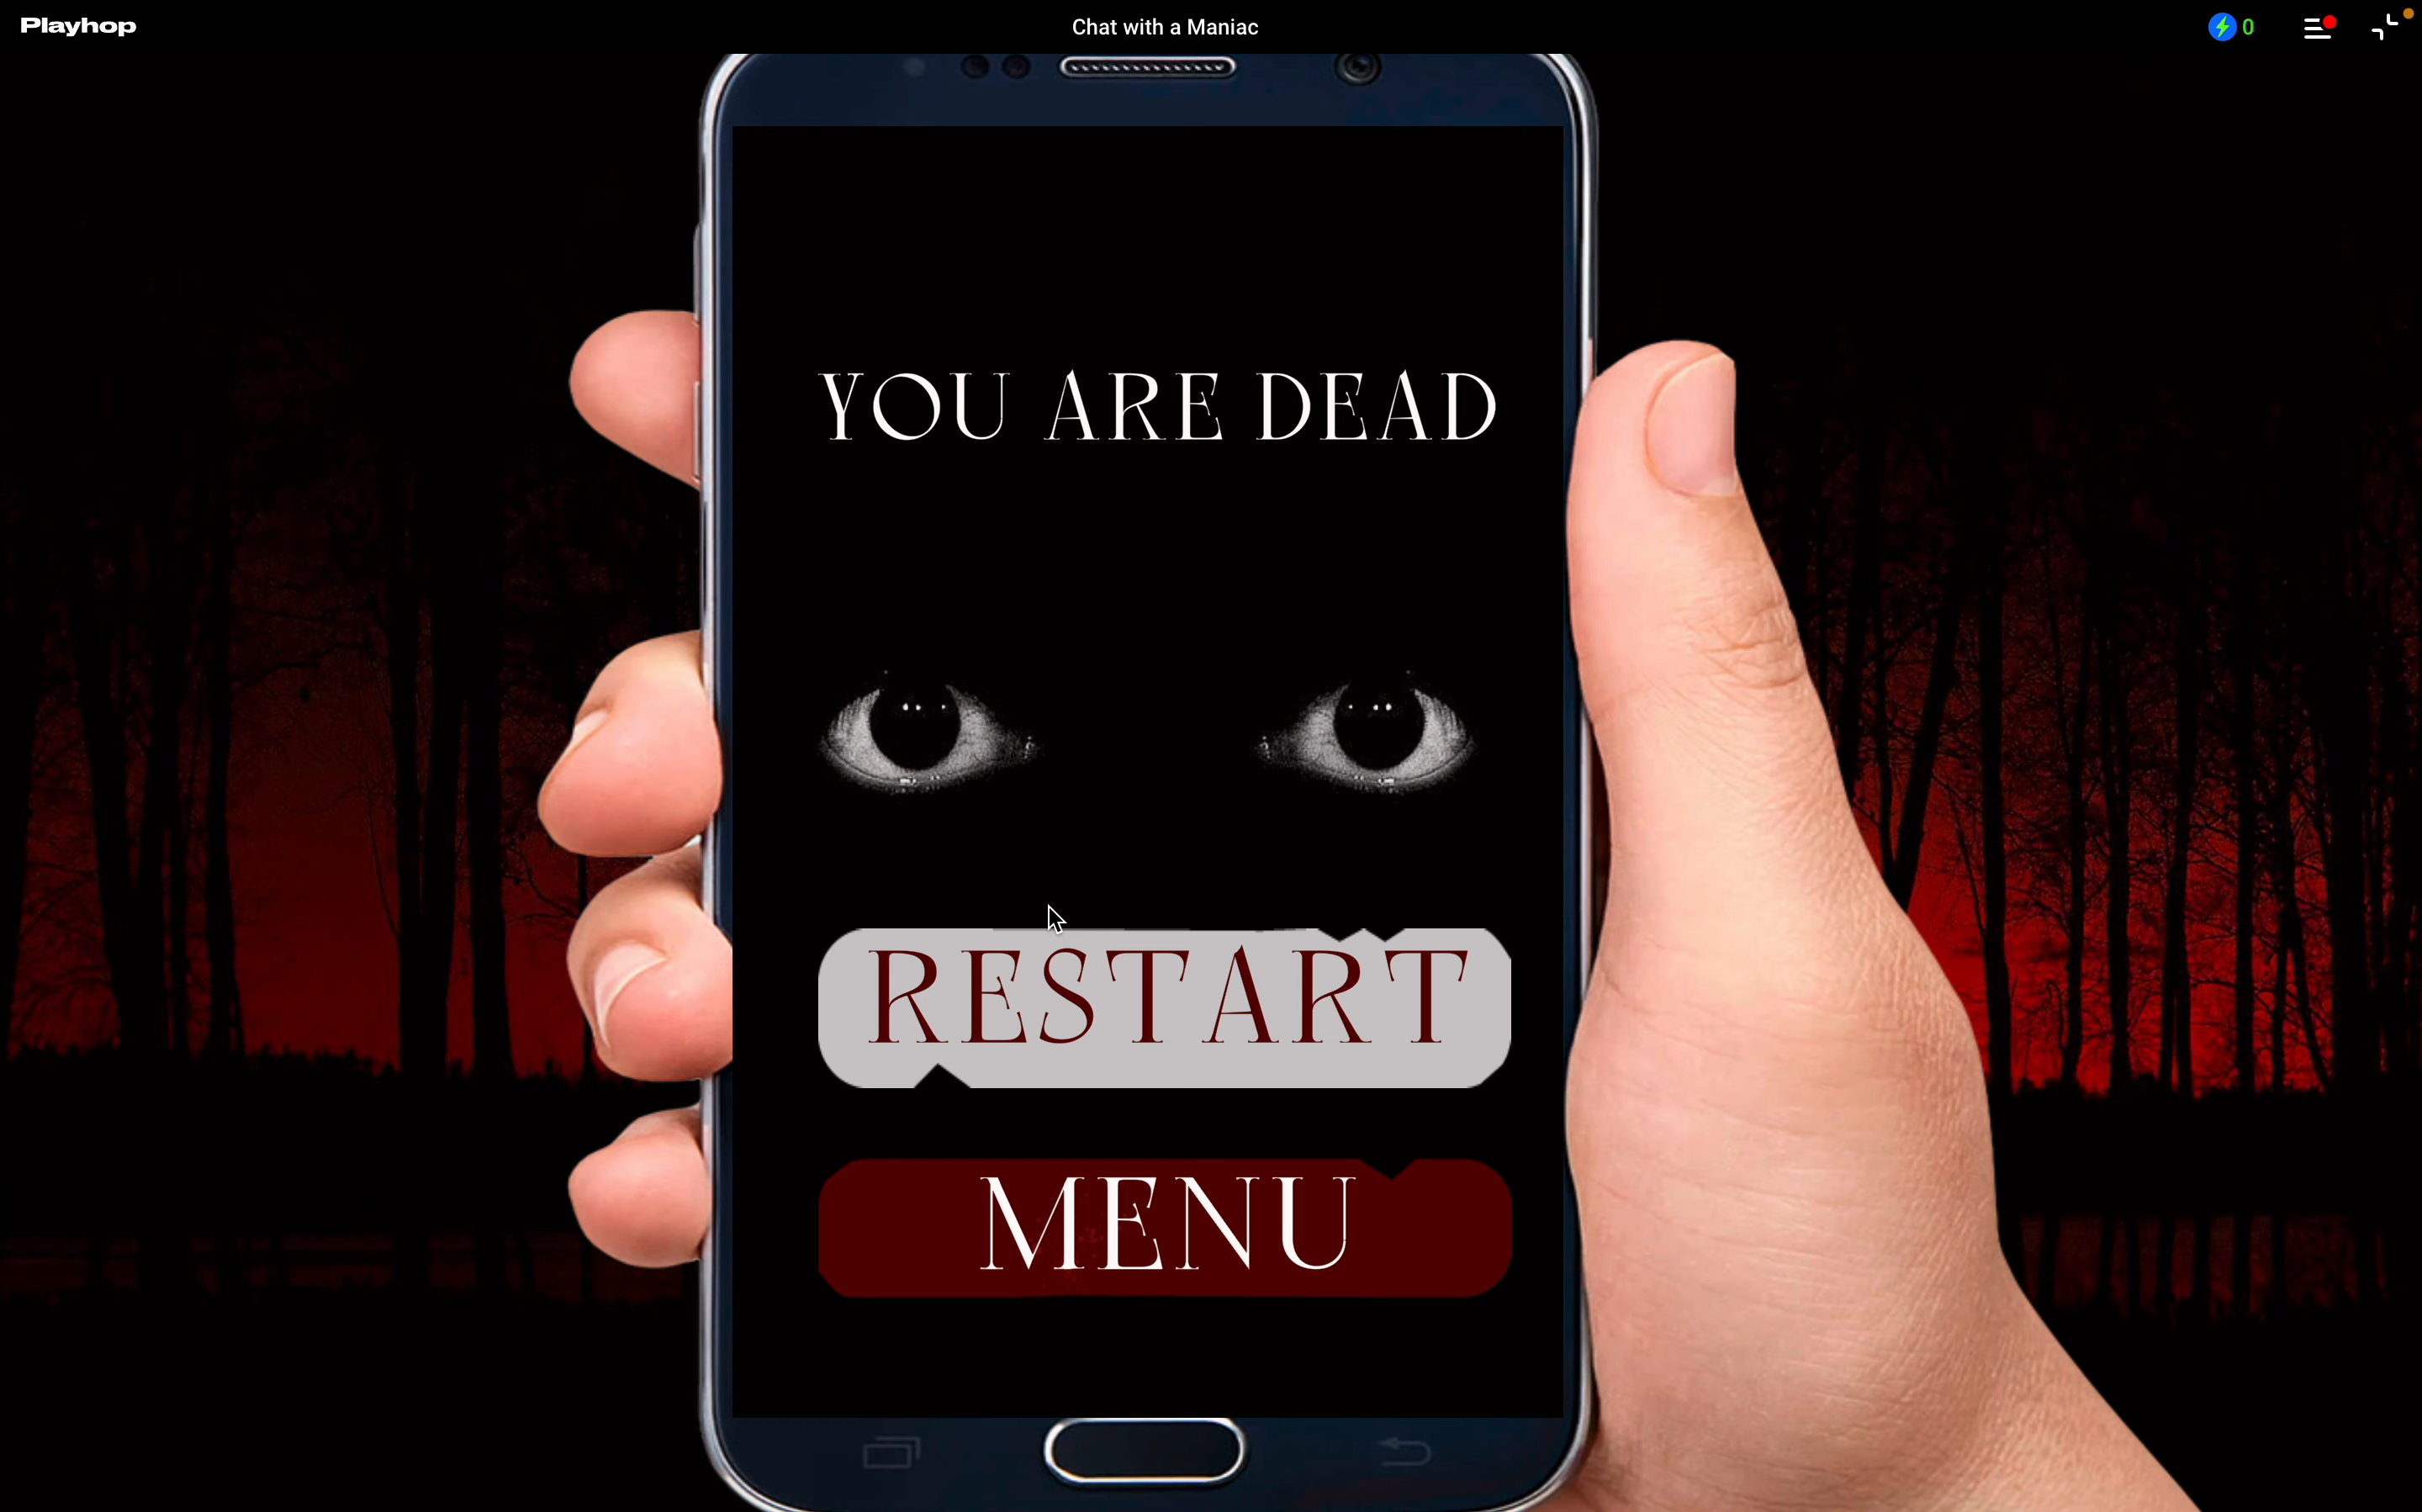 Playhop
Chat with a Maniac
0
YOU ARE DEAD
RESTART
MENU